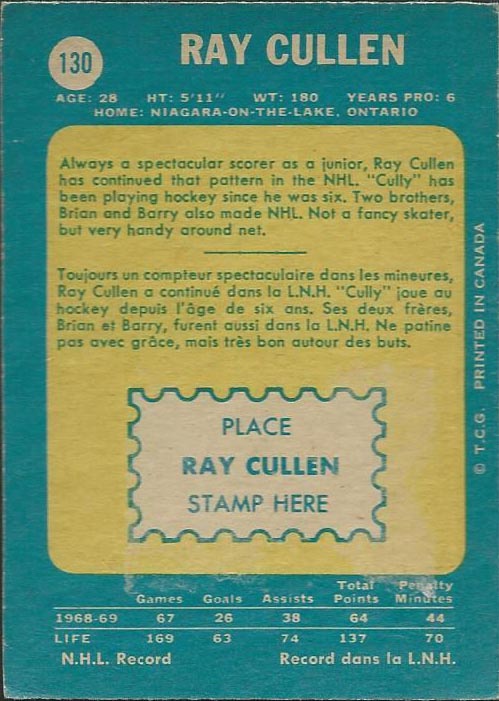 130
RAY CULLEN
AGE: 28 HT: 5'11" WT: 180 YEARS PRO: 6
HOME: NIAGARA-ON-THE-LAKE, ONTARIO
Always a spectacular scorer as a junior, Ray Cullen
has continued that pattern in the NHL. "Cully" has
been playing hockey since he was six. Two brothers,
Brian and Barry also made NHL. Not a fancy skater,
but very handy around net.
Toujours un compteur spectaculaire dans les mineures,
Ray Cullen a continué dans la L.N.H. "Cully" joue au
hockey depuis l'âge de six ans. Ses deux frères,
Brian et Barry, furent aussi dans la L.N.H. Ne patine
pas avec grâce, mais très bon autour des buts.
PLACE
RAY CULLEN
STAMP HERE
© T.C.G. PRINTED IN CANADA
Total Penalty
Games Goals Assists Points Minutes
1968-69 67 26 38 64 44
LIFE 169 63 74 137 70
N.H.L. Record Record dans la L.N.H.